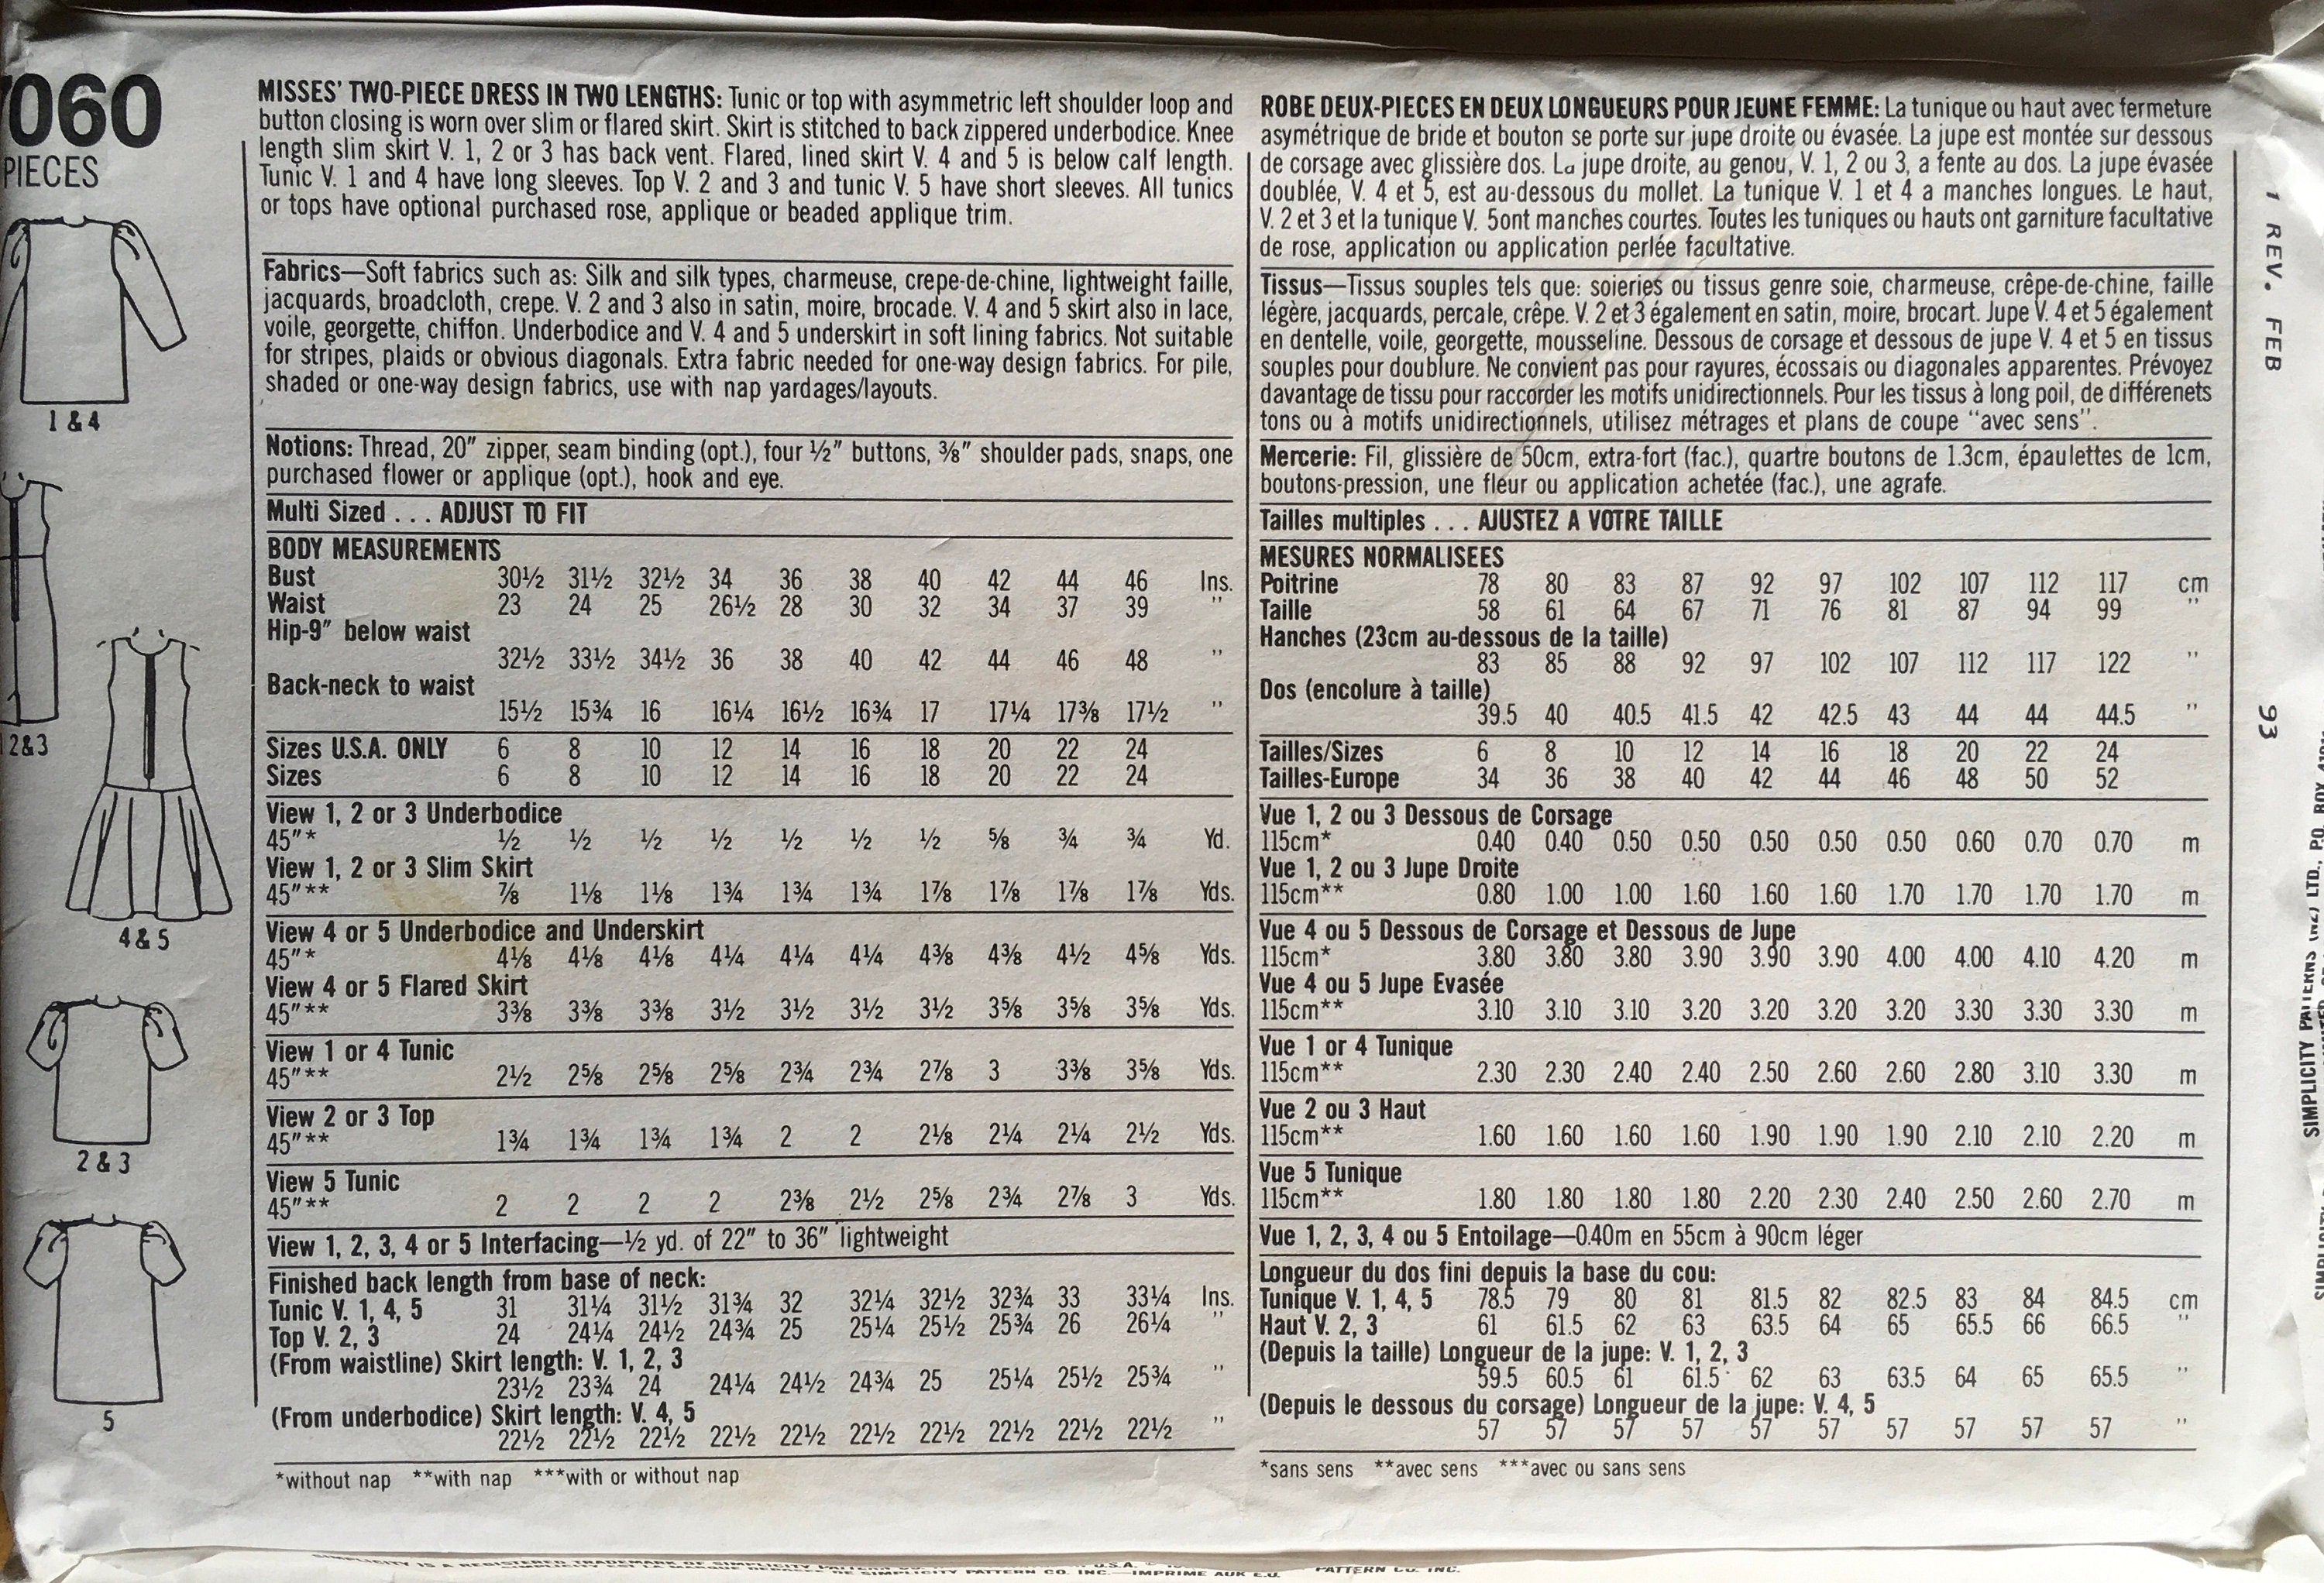 060
PIECES
1 & 4
2&3
4 & 5
2 & 3
5
MISSES' TWO-PIECE DRESS IN TWO LENGTHS: Tunic or top with asymmetric left shoulder loop and
button closing is worn over slim or flared skirt. Skirt is stitched to back zippered underbodice. Knee
length slim skirt V. 1, 2 or 3 has back vent. Flared, lined skirt V. 4 and 5 is below calf length.
Tunic V. 1 and 4 have long sleeves. Top V. 2 and 3 and tunic V. 5 have short sleeves. All tunics
or tops have optional purchased rose, applique or beaded applique trim.
Fabrics—Soft fabrics such as: Silk and silk types, charmeuse, crepe-de-chine, lightweight faille,
jacquards, broadcloth, crepe. V. 2 and 3 also in satin, moire, brocade. V. 4 and 5 skirt also in lace,
voile, georgette, chiffon. Underbodice and V. 4 and 5 underskirt in soft lining fabrics. Not suitable
for stripes, plaids or obvious diagonals. Extra fabric needed for one-way design fabrics. For pile,
shaded or one-way design fabrics, use with nap yardages/layouts.
Notions: Thread, 20" zipper, seam binding (opt.), four ½" buttons, ⅜" shoulder pads, snaps, one
purchased flower or applique (opt.), hook and eye.
Multi Sized . . . ADJUST TO FIT
BODY MEASUREMENTS
Bust 30½ 31½ 32½ 34 36 38 40 42 44 46 Ins.
Waist 23 24 25 26½ 28 30 32 34 37 39 "
Hip-9" below waist
32½ 33½ 34½ 36 38 40 42 44 46 48 "
Back-neck to waist
15½ 15¾ 16 16¼ 16½ 16¾ 17 17¼ 17⅜ 17½ "
Sizes U.S.A. ONLY 6 8 10 12 14 16 18 20 22 24
Sizes 6 8 10 12 14 16 18 20 22 24
View 1, 2 or 3 Underbodice
45"* ½ ½ ½ ½ ½ ½ ½ ⅝ ¾ ¾ Yd.
View 1, 2 or 3 Slim Skirt
45"** ⅞ 1⅛ 1⅛ 1¾ 1¾ 1¾ 1⅞ 1⅞ 1⅞ 1⅞ Yds.
View 4 or 5 Underbodice and Underskirt
45"* 4⅛ 4⅛ 4⅛ 4¼ 4¼ 4¼ 4⅜ 4⅜ 4½ 4⅝ Yds.
View 4 or 5 Flared Skirt
45"** 3⅜ 3⅜ 3⅜ 3½ 3½ 3½ 3½ 3⅝ 3⅝ 3⅝ Yds.
View 1 or 4 Tunic
45"** 2½ 2⅝ 2⅝ 2⅝ 2¾ 2¾ 2⅞ 3 3⅜ 3⅝ Yds.
View 2 or 3 Top
45"** 1¾ 1¾ 1¾ 1¾ 2 2 2⅛ 2¼ 2¼ 2½ Yds.
View 5 Tunic
45"** 2 2 2 2 2⅜ 2½ 2⅝ 2¾ 2⅞ 3 Yds.
View 1, 2, 3, 4 or 5 Interfacing—½ yd. of 22" to 36" lightweight
Finished back length from base of neck:
Tunic V. 1, 4, 5 31 31¼ 31½ 31¾ 32 32¼ 32½ 32¾ 33 33¼ Ins.
Top V. 2, 3 24 24¼ 24½ 24¾ 25 25¼ 25½ 25¾ 26 26¼ "
(From waistline) Skirt length: V. 1, 2, 3
23½ 23¾ 24 24¼ 24½ 24¾ 25 25¼ 25½ 25¾ "
(From underbodice) Skirt length: V. 4, 5
22½ 22½ 22½ 22½ 22½ 22½ 22½ 22½ 22½ 22½ "
*without nap **with nap ***with or without nap
ROBE DEUX-PIECES EN DEUX LONGUEURS POUR JEUNE FEMME: La tunique ou haut avec fermeture
asymétrique de bride et bouton se porte sur jupe droite ou évasée. La jupe est montée sur dessous
de corsage avec glissière dos. La jupe droite, au genou, V. 1, 2 ou 3, a fente au dos. La jupe évasée
doublée, V. 4 et 5, est au-dessous du mollet. La tunique V. 1 et 4 a manches longues. Le haut,
V. 2 et 3 et la tunique V. 5ont manches courtes. Toutes les tuniques ou hauts ont garniture facultative
de rose, application ou application perlée facultative.
Tissus—Tissus souples tels que: soieries ou tissus genre soie, charmeuse, crêpe-de-chine, faille
légère, jacquards, percale, crêpe. V. 2 et 3 également en satin, moire, brocart. Jupe V. 4 et 5 également
en dentelle, voile, georgette, mousseline. Dessous de corsage et dessous de jupe V. 4 et 5 en tissus
souples pour doublure. Ne convient pas pour rayures, écossais ou diagonales apparentes. Prévoyez
davantage de tissu pour raccorder les motifs unidirectionnels. Pour les tissus à long poil, de différenets
tons ou à motifs unidirectionnels, utilisez métrages et plans de coupe "avec sens".
Mercerie: Fil, glissière de 50cm, extra-fort (fac.), quartre boutons de 1.3cm, épaulettes de 1cm,
boutons-pression, une fleur ou application achetée (fac.), une agrafe.
Tailles multiples . . . AJUSTEZ A VOTRE TAILLE
MESURES NORMALISEES
Poitrine 78 80 83 87 92 97 102 107 112 117 cm
Taille 58 61 64 67 71 76 81 87 94 99 "
Hanches (23cm au-dessous de la taille)
83 85 88 92 97 102 107 112 117 122 "
Dos (encolure à taille)
39.5 40 40.5 41.5 42 42.5 43 44 44 44.5 "
Tailles/Sizes 6 8 10 12 14 16 18 20 22 24
Tailles-Europe 34 36 38 40 42 44 46 48 50 52
Vue 1, 2 ou 3 Dessous de Corsage
115cm* 0.40 0.40 0.50 0.50 0.50 0.50 0.50 0.60 0.70 0.70 m
Vue 1, 2 ou 3 Jupe Droite
115cm** 0.80 1.00 1.00 1.60 1.60 1.60 1.70 1.70 1.70 1.70 m
Vue 4 ou 5 Dessous de Corsage et Dessous de Jupe
115cm* 3.80 3.80 3.80 3.90 3.90 3.90 4.00 4.00 4.10 4.20 m
Vue 4 ou 5 Jupe Evasée
115cm** 3.10 3.10 3.10 3.20 3.20 3.20 3.20 3.30 3.30 3.30 m
Vue 1 or 4 Tunique
115cm** 2.30 2.30 2.40 2.40 2.50 2.60 2.60 2.80 3.10 3.30 m
Vue 2 ou 3 Haut
115cm** 1.60 1.60 1.60 1.60 1.90 1.90 1.90 2.10 2.10 2.20 m
Vue 5 Tunique
115cm** 1.80 1.80 1.80 1.80 2.20 2.30 2.40 2.50 2.60 2.70 m
Vue 1, 2, 3, 4 ou 5 Entoilage—0.40m en 55cm à 90cm léger
Longueur du dos fini depuis la base du cou:
Tunique V. 1, 4, 5 78.5 79 80 81 81.5 82 82.5 83 84 84.5 cm
Haut V. 2, 3 61 61.5 62 63 63.5 64 65 65.5 66 66.5 "
(Depuis la taille) Longueur de la jupe: V. 1, 2, 3
59.5 60.5 61 61.5 62 63 63.5 64 65 65.5 "
(Depuis le dessous du corsage) Longueur de la jupe: V. 4, 5
57 57 57 57 57 57 57 57 57 57 "
*sans sens **avec sens ***avec ou sans sens
1 REV. FEB 93
SIMPLICITY PATTERNS (NZ) LTD., P.O. BOX
SIMPLICITY IS A REGISTERED TRADEMARK OF SIMPLICITY
DE SIMPLICITY PATTERN CO. INC.—IMPRIME AUX E.U.
PATTERN CO. INC.